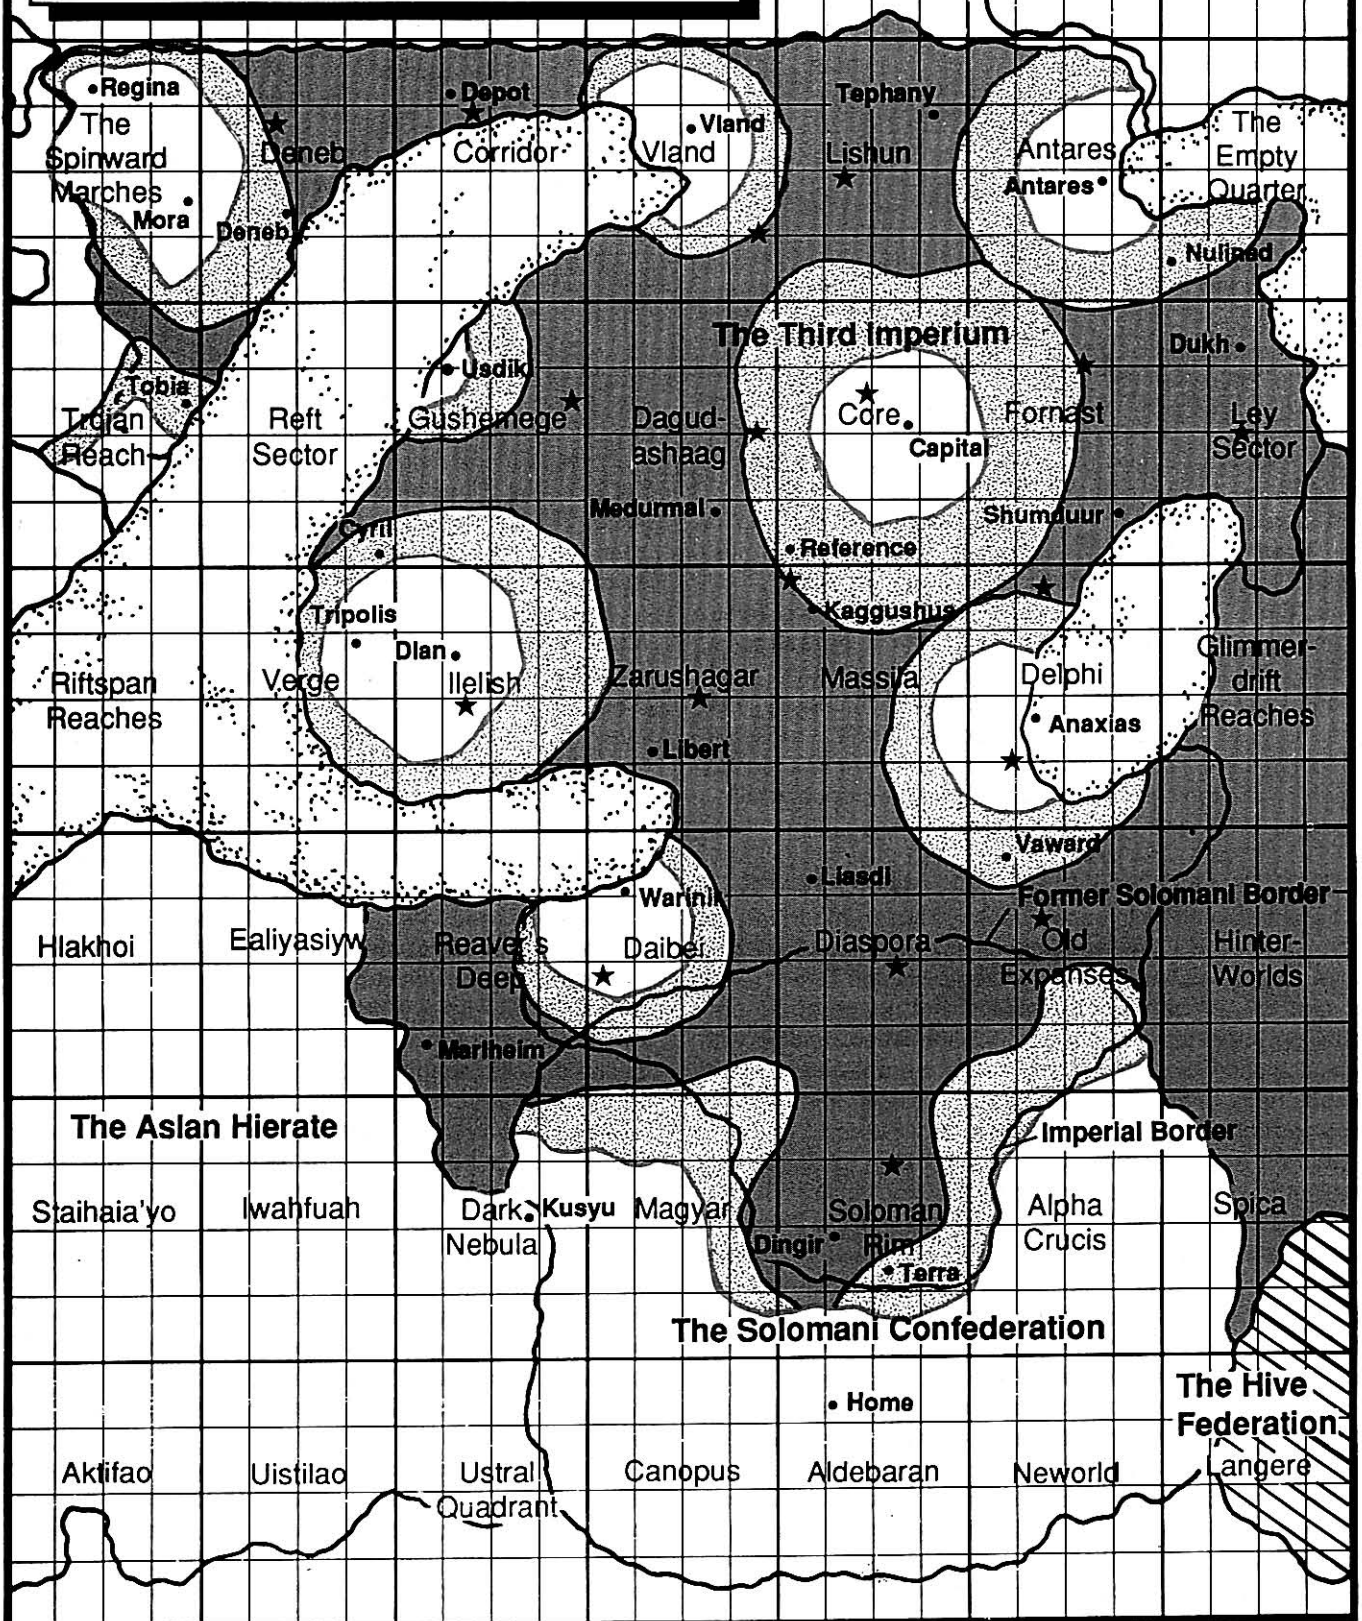 Regina
Depot
Tephany
The
Spinward
Marches
Deneb
Corridor
Vland
Vland
Lishun
Antares
Antares
The
Empty
Quarter
Mora
Deneb
Nulinad
The Third Imperium
Dukh
Usdiki
Tobia
Trojan
Reach
Reft
Sector
Gushemege
Dagud-
ashaag
Core
Capital
Fornast
Ley
Sector
Medurmal
Shumduur
Cyril
Reference
Kaggushus
Tripolis
Dlan
Verge
Ilelish
Zarushagar
Massila
Delphi
Glimmer-
drift
Reaches
Riftspan
Reaches
Anaxias
Libert
Vaward
Liasdi
Warinir
Former Solomani Border
Hlakhoi
Ealiyasiyw
Reaver's
Deep
Daibei
Diaspora
Old
Expanses
Hinter-
Worlds
Marlheim
The Aslan Hierate
Imperial Border
Staihaia'yo
Iwahfuah
Dark
Nebula
Kusyu
Magyar
Soloman
Rim
Dingir
Terra
Alpha
Crucis
Spica
The Solomani Confederation
The Hive
Federation
Home
Aktifao
Uistilao
Ustral
Quadrant
Canopus
Aldebaran
Neworld
Langere